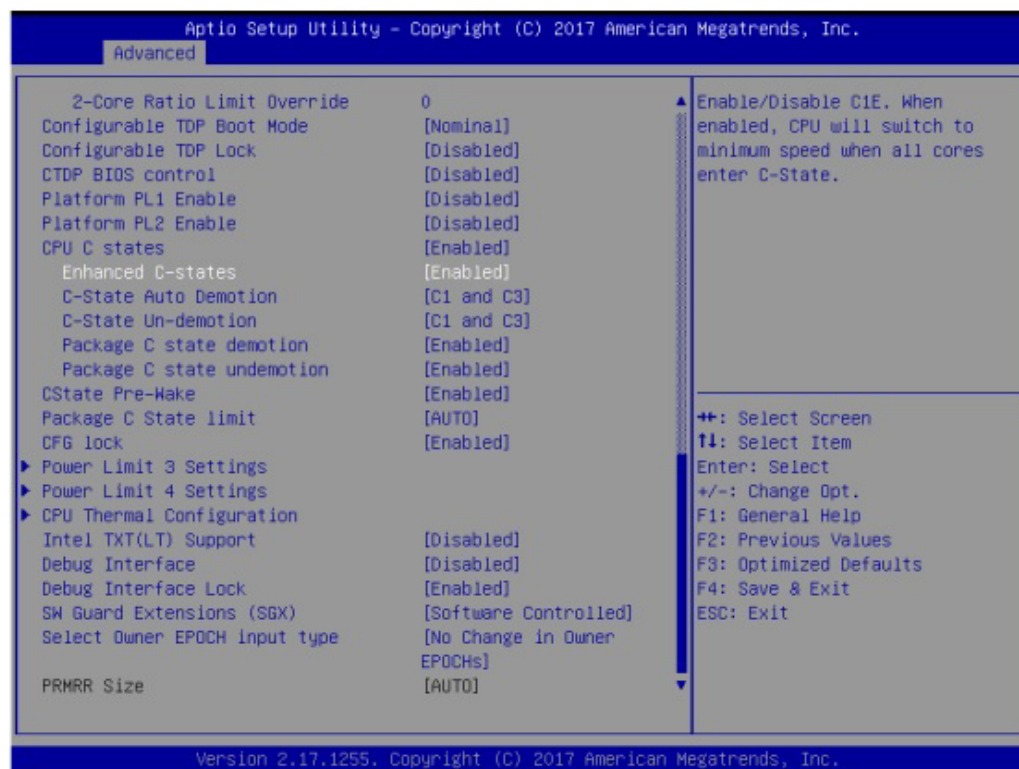 Aptio Setup Utility – Copyright (C) 2017 American Megatrends, Inc.
Advanced
2-Core Ratio Limit Override 0
Configurable TDP Boot Mode [Nominal]
Configurable TDP Lock [Disabled]
CTDP BIOS control [Disabled]
Platform PL1 Enable [Disabled]
Platform PL2 Enable [Disabled]
CPU C states [Enabled]
Enhanced C-states [Enabled]
C-State Auto Demotion [C1 and C3]
C-State Un-demotion [C1 and C3]
Package C state demotion [Enabled]
Package C state undemotion [Enabled]
CState Pre-Wake [Enabled]
Package C State limit [AUTO]
CFG lock [Enabled]
Power Limit 3 Settings
Power Limit 4 Settings
CPU Thermal Configuration
Intel TXT(LT) Support [Disabled]
Debug Interface [Disabled]
Debug Interface Lock [Enabled]
SW Guard Extensions (SGX) [Software Controlled]
Select Owner EPOCH input type [No Change in Owner
EPOCHs]
PRMRR Size [AUTO]
Enable/Disable C1E. When
enabled, CPU will switch to
minimum speed when all cores
enter C-State.
→←: Select Screen
↑↓: Select Item
Enter: Select
+/-: Change Opt.
F1: General Help
F2: Previous Values
F3: Optimized Defaults
F4: Save & Exit
ESC: Exit
Version 2.17.1255. Copyright (C) 2017 American Megatrends, Inc.